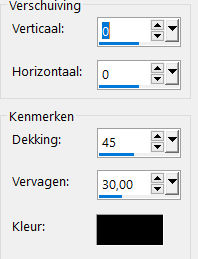 Verschuiving
Verticaal: 0
Horizontaal: 0
Kenmerken
Dekking: 45
Vervagen: 30,00
Kleur: